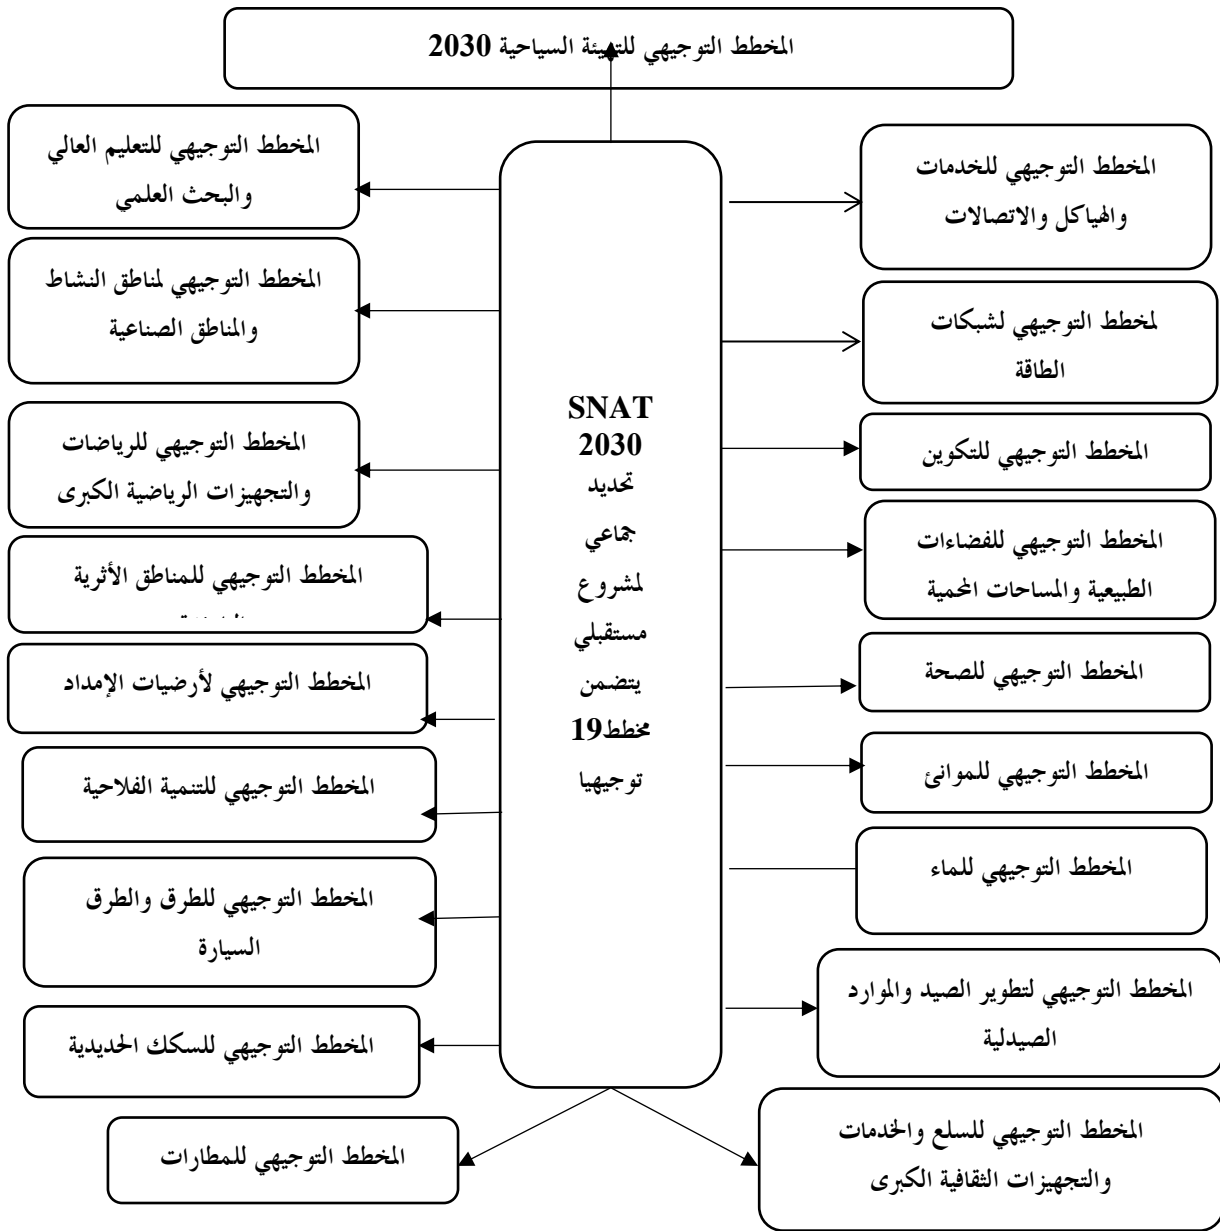 المخطط التوجيهي للتهيئة السياحية 2030
المخطط التوجيهي للخدمات
والهياكل والاتصالات
لمخطط التوجيهي لشبكات
الطاقة
المخطط التوجيهي للتكوين
المخطط التوجيهي للفضاءات
الطبيعية والمساحات المحمية
المخطط التوجيهي للصحة
المخطط التوجيهي للموانئ
المخطط التوجيهي للماء
المخطط التوجيهي لتطوير الصيد والموارد
الصيدلية
المخطط التوجيهي للسلع والخدمات
والتجهيزات الثقافية الكبرى
SNAT
2030
تحديد
جماعي
لمشروع
مستقبلي
يتضمن
19مخطط
توجيهيا
المخطط التوجيهي للتعليم العالي
والبحث العلمي
المخطط التوجيهي لمناطق النشاط
والمناطق الصناعية
المخطط التوجيهي للرياضات
والتجهيزات الرياضية الكبرى
المخطط التوجيهي للمناطق الأثرية
المخطط التوجيهي لأرضيات الإمداد
المخطط التوجيهي للتنمية الفلاحية
المخطط التوجيهي للطرق والطرق
السيارة
المخطط التوجيهي للسكك الحديدية
المخطط التوجيهي للمطارات